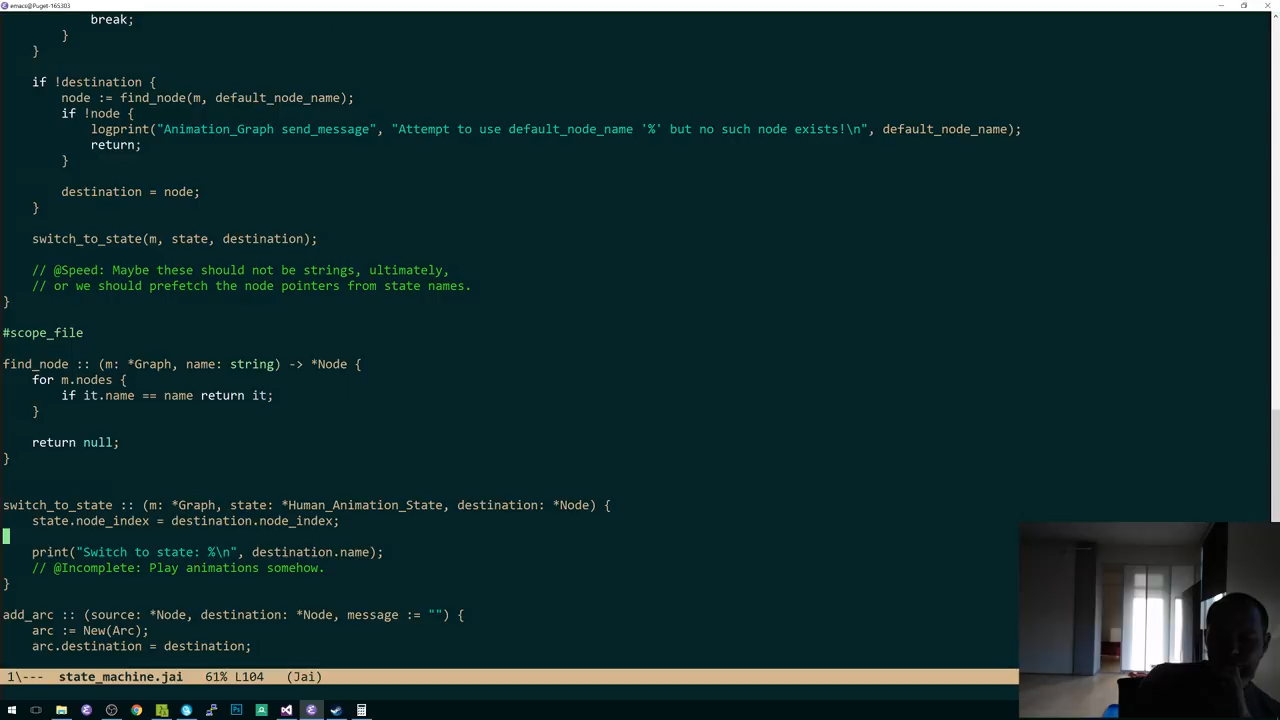 emacs@Puget-165303
break;
}
}
if !destination {
node := find_node(m, default_node_name);
if !node {
logprint("Animation_Graph send_message", "Attempt to use default_node_name '%' but no such node exists!\n", default_node_name);
return;
}
destination = node;
}
switch_to_state(m, state, destination);
// @Speed: Maybe these should not be strings, ultimately,
// or we should prefetch the node pointers from state names.
}
#scope_file
find_node :: (m: *Graph, name: string) -> *Node {
for m.nodes {
if it.name == name return it;
}
return null;
}
switch_to_state :: (m: *Graph, state: *Human_Animation_State, destination: *Node) {
state.node_index = destination.node_index;
print("Switch to state: %\n", destination.name);
// @Incomplete: Play animations somehow.
}
add_arc :: (source: *Node, destination: *Node, message := "") {
arc := New(Arc);
arc.destination = destination;
1\--- state_machine.jai 61% L104 (Jai)